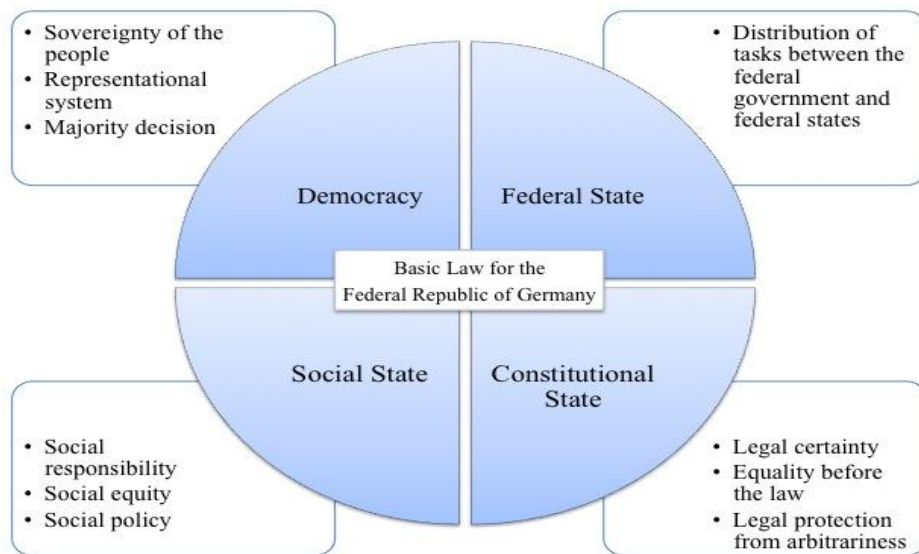 • Sovereignty of the
people
• Representational
system
• Majority decision
• Distribution of
tasks between the
federal
government and
federal states
Democracy
Federal State
Basic Law for the
Federal Republic of Germany
Social State
Constitutional
State
• Social
responsibility
• Social equity
• Social policy
• Legal certainty
• Equality before
the law
• Legal protection
from arbitrariness